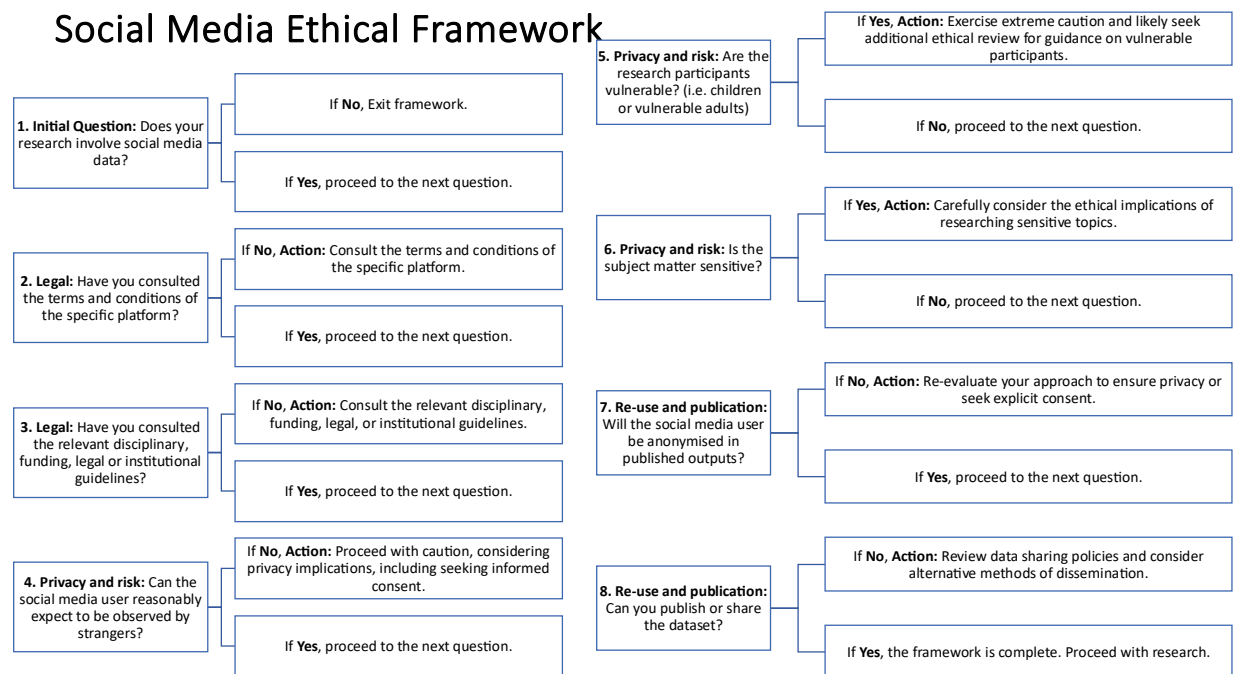 Social Media Ethical Framework
1. Initial Question: Does your
research involve social media
data?
If No, Exit framework.
If Yes, proceed to the next question.
2. Legal: Have you consulted
the terms and conditions of
the specific platform?
If No, Action: Consult the terms and conditions of
the specific platform.
If Yes, proceed to the next question.
3. Legal: Have you consulted
the relevant disciplinary,
funding, legal or institutional
guidelines?
If No, Action: Consult the relevant disciplinary,
funding, legal, or institutional guidelines.
If Yes, proceed to the next question.
4. Privacy and risk: Can the
social media user reasonably
expect to be observed by
strangers?
If No, Action: Proceed with caution, considering
privacy implications, including seeking informed
consent.
If Yes, proceed to the next question.
5. Privacy and risk: Are the
research participants
vulnerable? (i.e. children
or vulnerable adults)
If Yes, Action: Exercise extreme caution and likely seek
additional ethical review for guidance on vulnerable
participants.
If No, proceed to the next question.
6. Privacy and risk: Is the
subject matter sensitive?
If Yes, Action: Carefully consider the ethical implications of
researching sensitive topics.
If No, proceed to the next question.
7. Re-use and publication:
Will the social media user
be anonymised in
published outputs?
If No, Action: Re-evaluate your approach to ensure privacy or
seek explicit consent.
If Yes, proceed to the next question.
8. Re-use and publication:
Can you publish or share
the dataset?
If No, Action: Review data sharing policies and consider
alternative methods of dissemination.
If Yes, the framework is complete. Proceed with research.